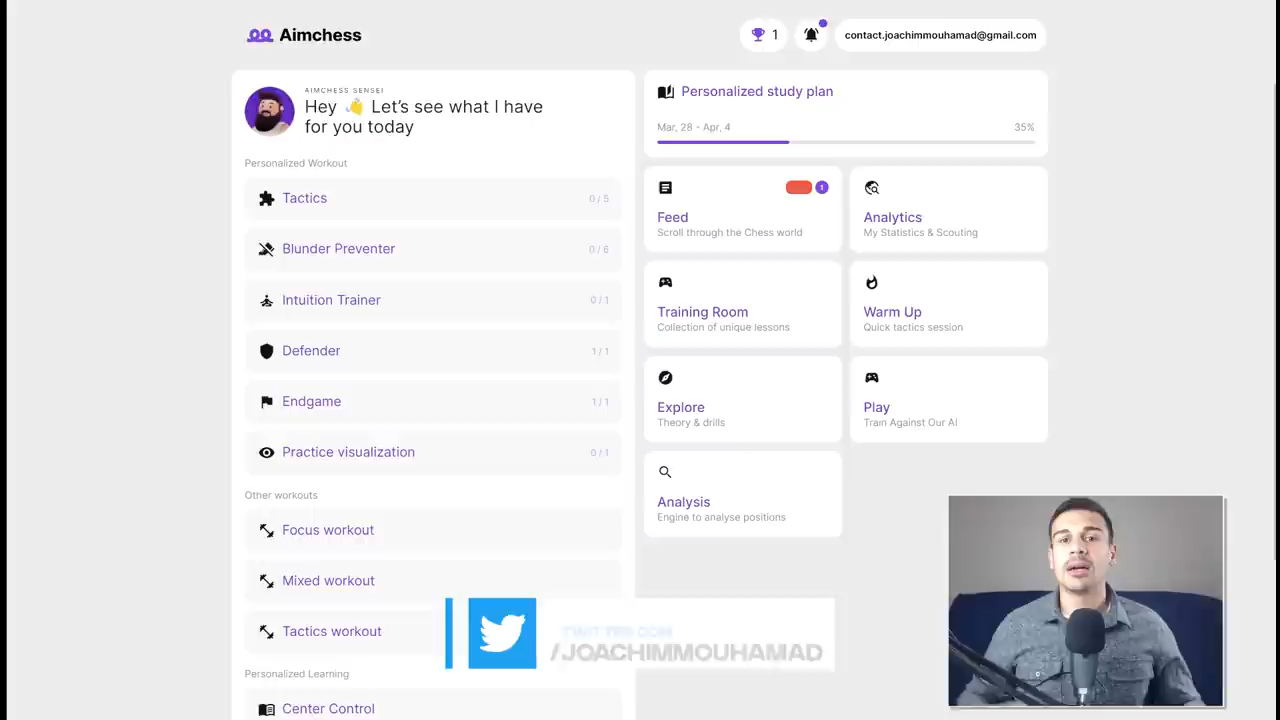 Aimchess
1
contact.joachimmouhamad@gmail.com
AIMCHESS SENSEI
Hey 👋 Let's see what I have
for you today
Personalized Workout
Tactics
0 / 5
Blunder Preventer
0 / 6
Intuition Trainer
0 / 1
Defender
1 / 1
Endgame
1 / 1
Practice visualization
0 / 1
Other workouts
Focus workout
Mixed workout
Tactics workout
Personalized Learning
Center Control
Personalized study plan
Mar, 28 - Apr, 4
35%
1
Feed
Scroll through the Chess world
Analytics
My Statistics & Scouting
Training Room
Collection of unique lessons
Warm Up
Quick tactics session
Explore
Theory & drills
Play
Train Against Our AI
Analysis
Engine to analyse positions
TWITTER.COM
/JOACHIMMOUHAMAD